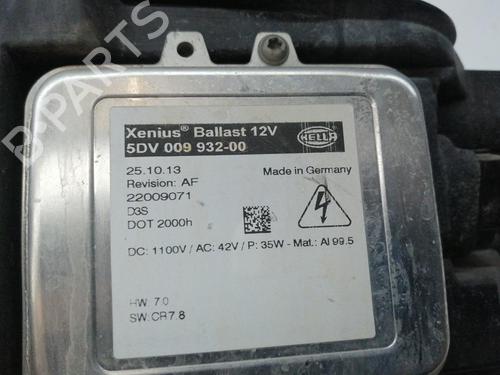 Xenius® Ballast 12V
5DV 009 932-00
HELLA
25.10.13
Made in Germany
Revision: AF
22009071
D3S
DOT 2000h
DC: 1100V / AC: 42V / P: 35W - Mat.: Al 99.5
HW: 7.0
SW: CR7.8
B-PARTS